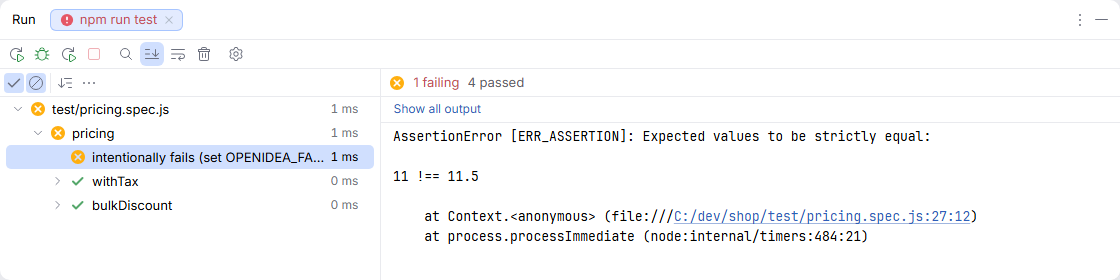 Run
npm run test
1 failing 4 passed
test/pricing.spec.js 1 ms
Show all output
pricing 1 ms
AssertionError [ERR_ASSERTION]: Expected values to be strictly equal:
intentionally fails (set OPENIDEA_FA... 1 ms
11 !== 11.5
withTax 0 ms
bulkDiscount 0 ms
at Context.<anonymous> (file:///C:/dev/shop/test/pricing.spec.js:27:12)
at process.processImmediate (node:internal/timers:484:21)